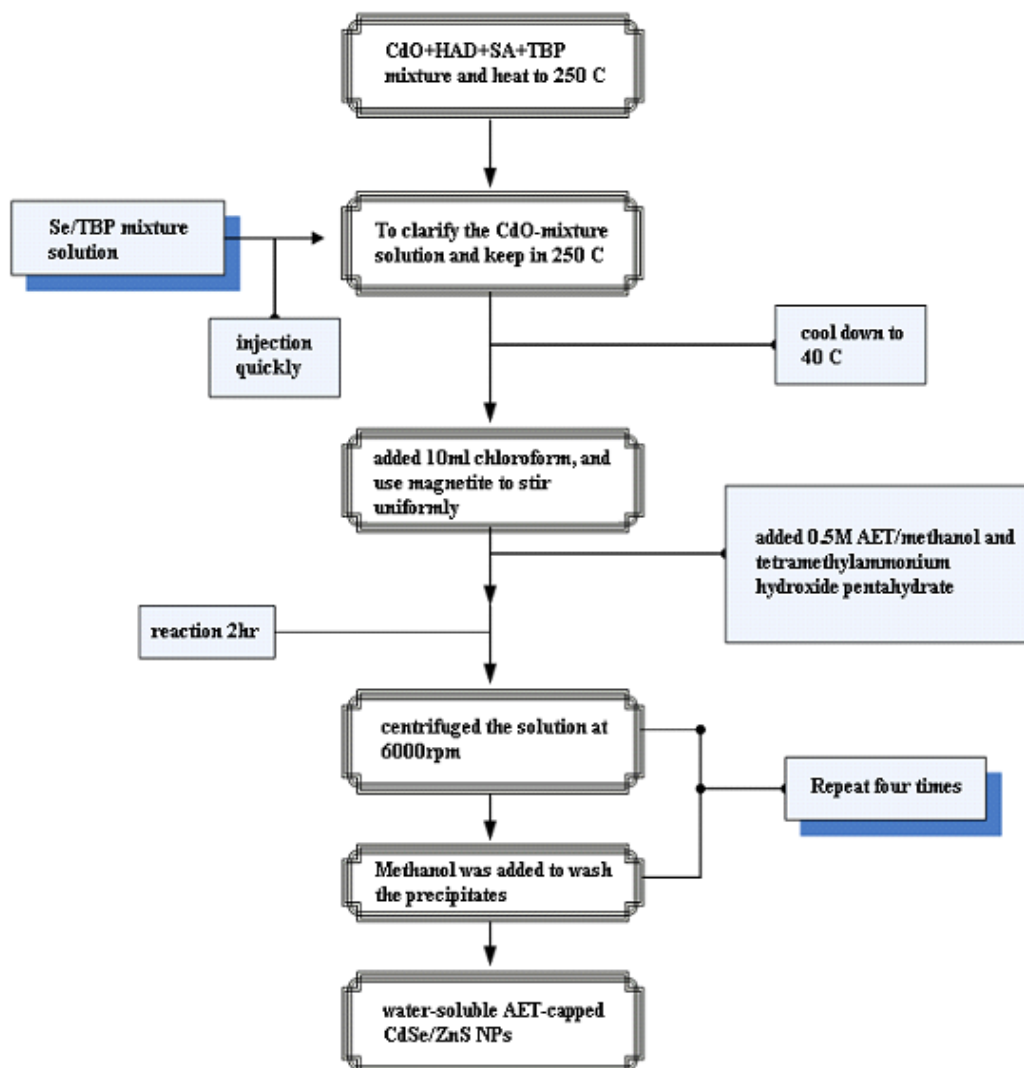 CdO+HAD+SA+TBP
mixture and heat to 250 C
Se/TBP mixture
solution
To clarify the CdO-mixture
solution and keep in 250 C
injection
quickly
cool down to
40 C
added 10ml chloroform, and
use magnetite to stir
uniformly
added 0.5M AET/methanol and
tetramethylammonium
hydroxide pentahydrate
reaction 2hr
centrifuged the solution at
6000rpm
Repeat four times
Methanol was added to wash
the precipitates
water-soluble AET-capped
CdSe/ZnS NPs